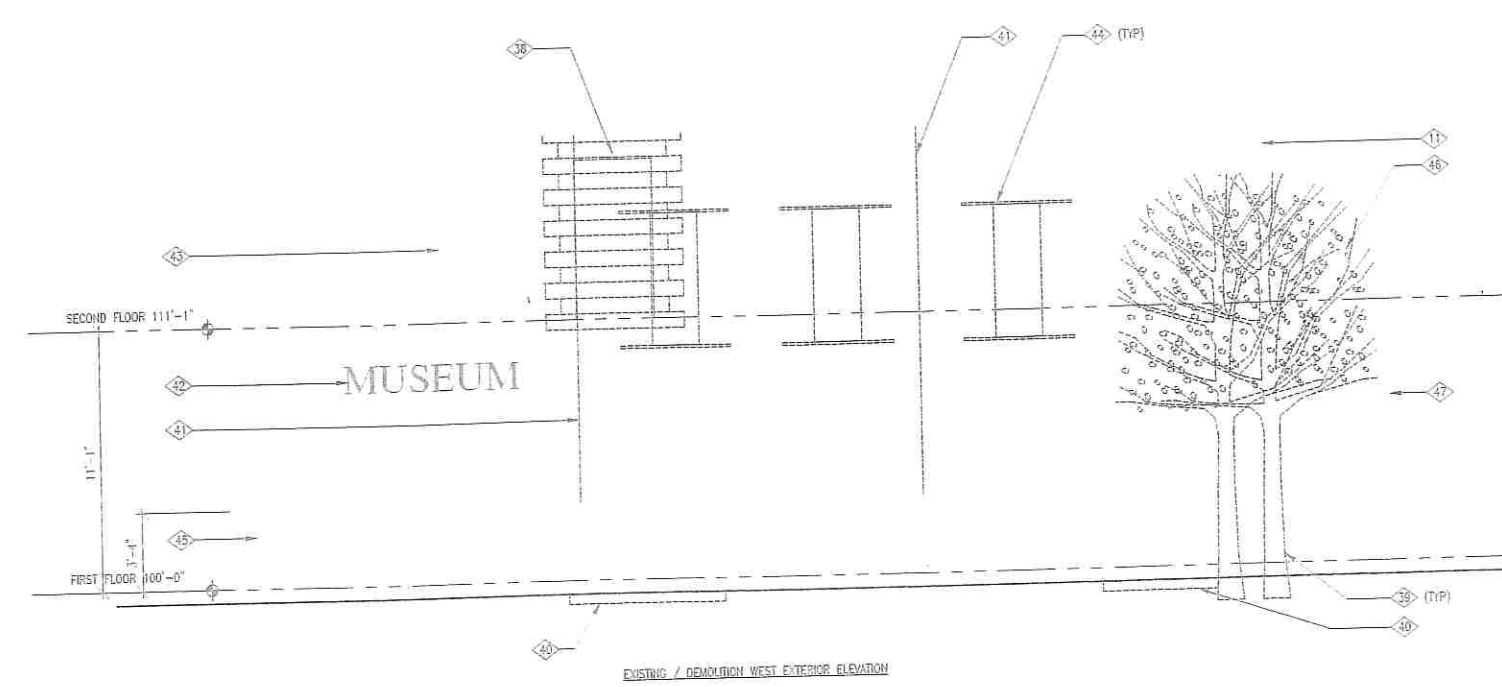 38
41
44 (TYP)
11
46
43
SECOND FLOOR 111'-1"
42
MUSEUM
47
41
11'-1"
45
3'-4"
FIRST FLOOR 100'-0"
39 (TYP)
40
40
EXISTING / DEMOLITION WEST EXTERIOR ELEVATION